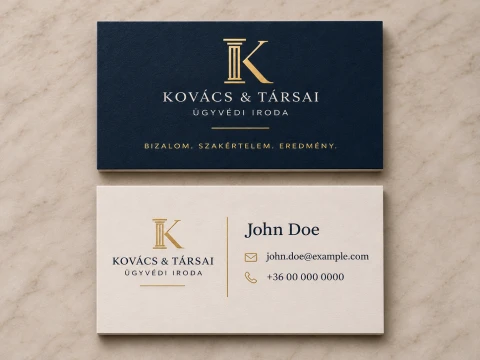 K
KOVÁCS & TÁRSAI
ÜGYVÉDI IRODA
BIZALOM. SZAKÉRTELEM. EREDMÉNY.
K
KOVÁCS & TÁRSAI
ÜGYVÉDI IRODA
John Doe
john.doe@example.com
+36 00 000 0000